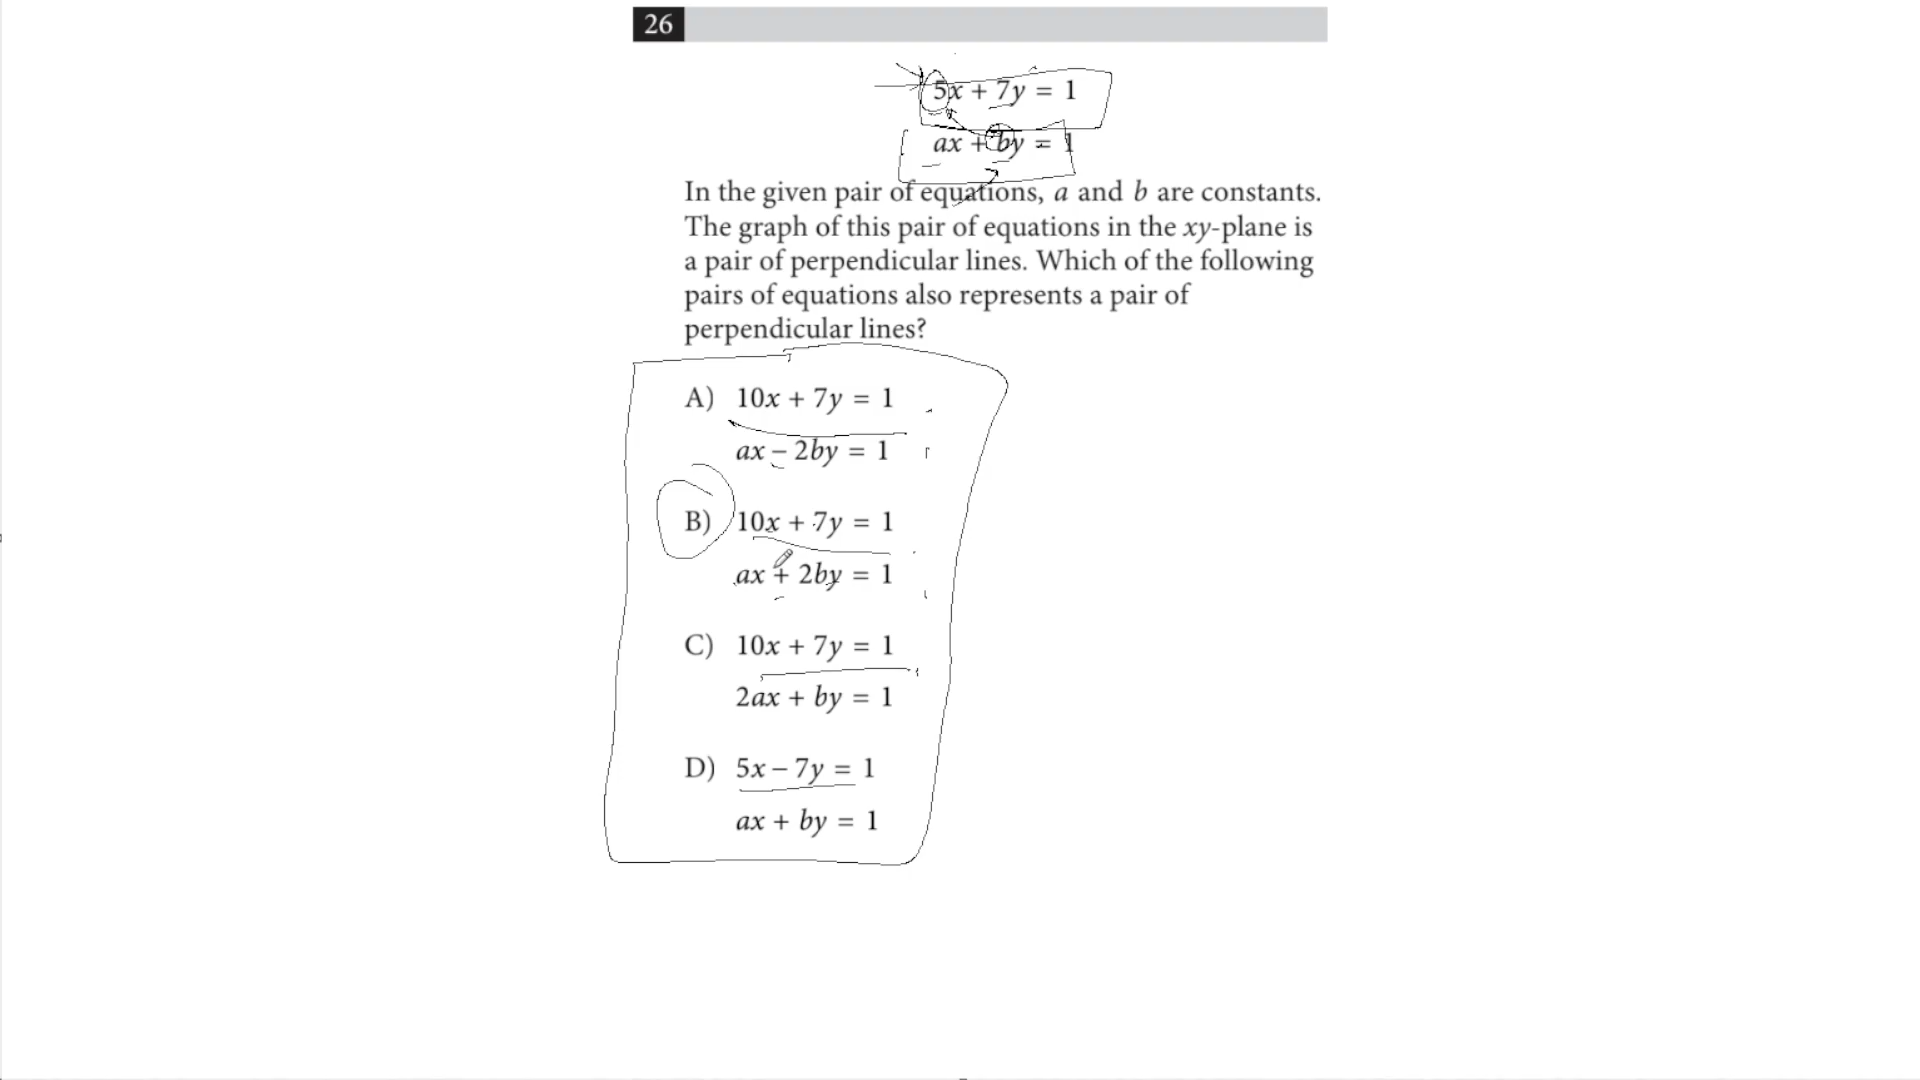 26
5x + 7y = 1
ax + by = 1
In the given pair of equations, a and b are constants.
The graph of this pair of equations in the xy-plane is
a pair of perpendicular lines. Which of the following
pairs of equations also represents a pair of
perpendicular lines?
A) 10x + 7y = 1
ax – 2by = 1
B) 10x + 7y = 1
ax + 2by = 1
C) 10x + 7y = 1
2ax + by = 1
D) 5x – 7y = 1
ax + by = 1